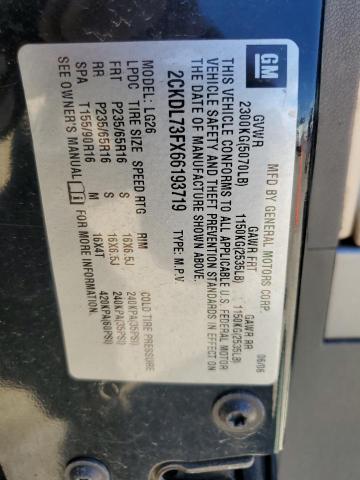 GM
MFD BY GENERAL MOTORS CORP.
06/06
GVWR GAWR FRT GAWR RR
2300KG(5070LB) 1150KG(2535LB) 1150KG(2535LB)
THIS VEHICLE CONFORMS TO ALL APPLICABLE U.S. FEDERAL MOTOR
VEHICLE SAFETY AND THEFT PREVENTION STANDARDS IN EFFECT ON
THE DATE OF MANUFACTURE SHOWN ABOVE.
2CKDL73FX66193719 TYPE: M.P.V
MODEL: LG26
LPDC TIRE SIZE SPEED RTG RIM COLD TIRE PRESSURE
FRT P235/65R16 S 16X6.5J 240KPA(35PSI)
RR P235/65R16 S 16X6.5J 240KPA(35PSI)
SPA T155/90R16 M 16X4T 420KPA(60PSI)
SEE OWNER'S MANUAL